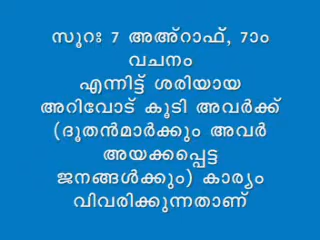 സൂറഃ 7 അഅ്റാഫ്, 7ാം
വചനം
എന്നിട്ട് ശരിയായ
അറിവോട് കൂടി അവർക്ക്
(ദൂതൻമാർക്കും അവർ
അയക്കപ്പെട്ട
ജനങ്ങൾക്കും) കാര്യം
വിവരിക്കുന്നതാണ്